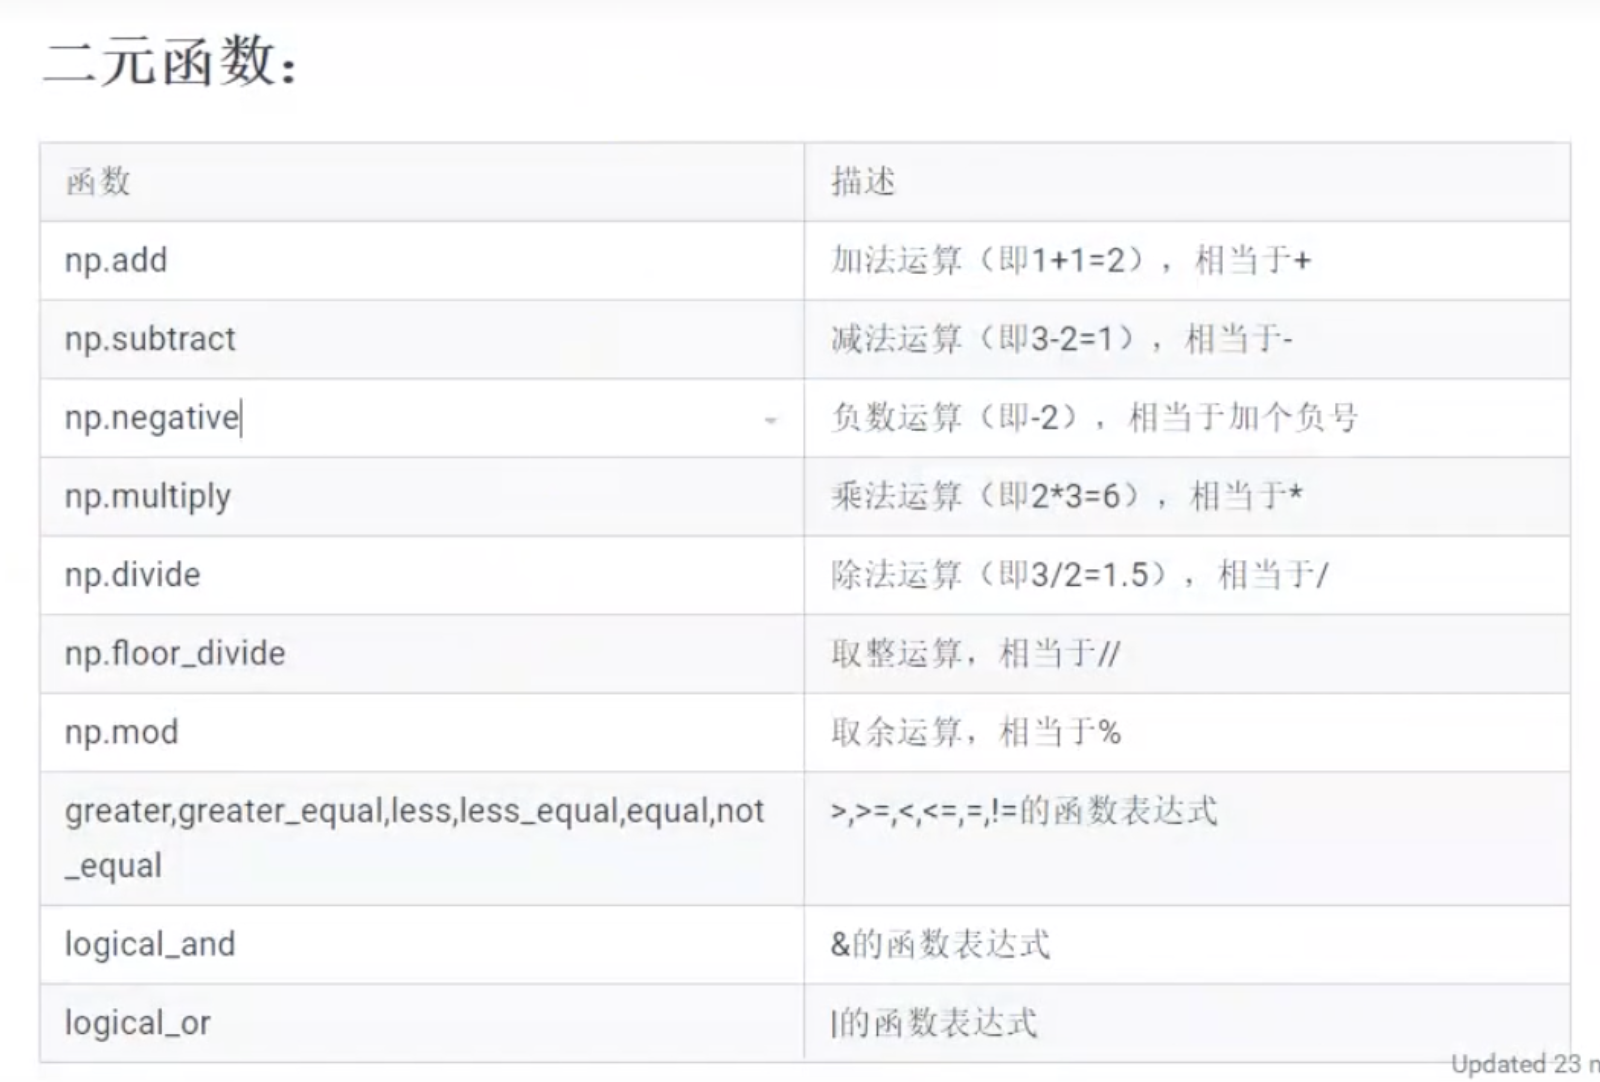 二元函数：
函数 描述
np.add 加法运算（即1+1=2），相当于+
np.subtract 减法运算（即3-2=1），相当于-
np.negative 负数运算（即-2），相当于加个负号
np.multiply 乘法运算（即2*3=6），相当于*
np.divide 除法运算（即3/2=1.5），相当于/
np.floor_divide 取整运算，相当于//
np.mod 取余运算，相当于%
greater,greater_equal,less,less_equal,equal,not >,>=,<,<=,=,!=的函数表达式
_equal
logical_and &的函数表达式
logical_or |的函数表达式
Updated 23